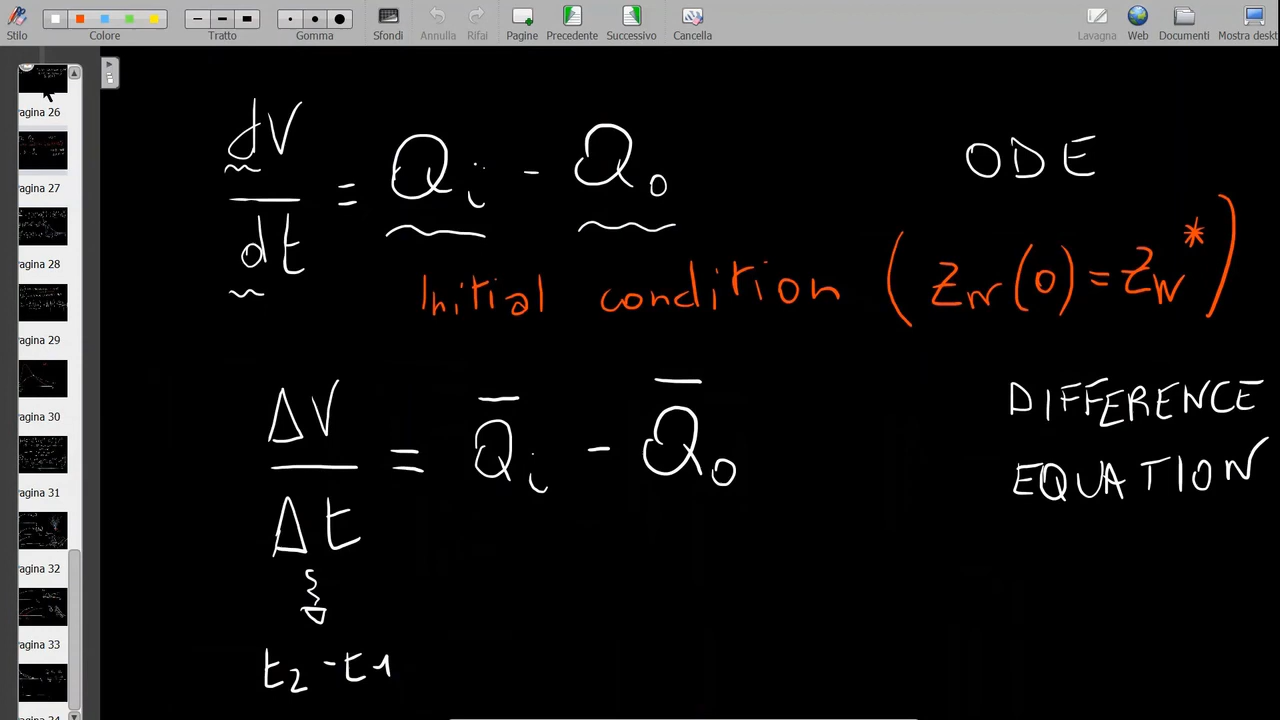 Stilo Colore Tratto Gomma Sfondi Annulla Rifai Pagine Precedente Successivo Cancella Lavagna Web Documenti Mostra deskt
agina 26
agina 27
agina 28
agina 29
agina 30
agina 31
agina 32
agina 33
dV/dt = Qi - Qo ODE
Initial condition (ZW(0) = ZW*)
ΔV/Δt = Q̅i - Q̅o DIFFERENCE
EQUATION
t2 - t1